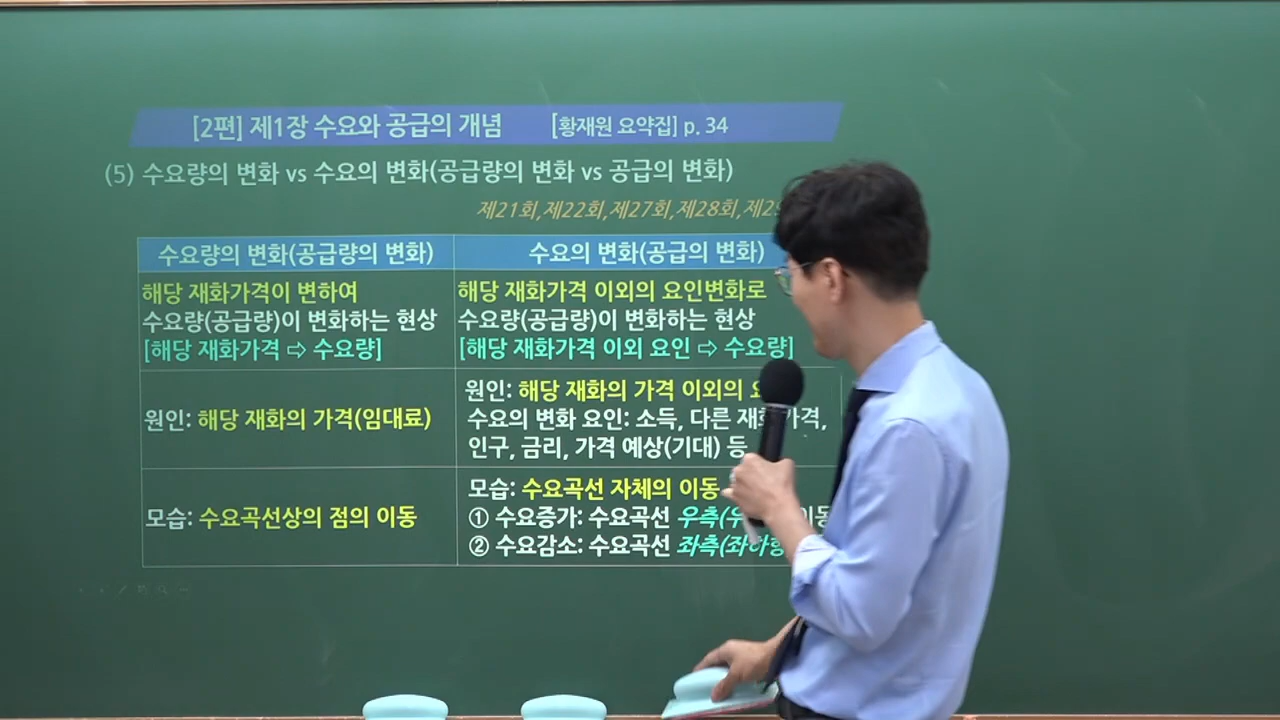 [2편] 제1장 수요와 공급의 개념 [황재원 요약집] p. 34
(5) 수요량의 변화 vs 수요의 변화(공급량의 변화 vs 공급의 변화)
제21회,제22회,제27회,제28회,
수요량의 변화(공급량의 변화)
수요의 변화(공급의 변화)
해당 재화가격이 변하여
수요량(공급량)이 변화하는 현상
[해당 재화가격 ⇨ 수요량]
해당 재화가격 이외의 요인변화로
수요량(공급량)이 변화하는 현상
[해당 재화가격 이외 요인 ⇨ 수요량]
원인: 해당 재화의 가격(임대료)
원인: 해당 재화의 가격 이외의
수요의 변화 요인: 소득, 다른 재화가격,
인구, 금리, 가격 예상(기대) 등
모습: 수요곡선상의 점의 이동
모습: 수요곡선 자체의 이동
① 수요증가: 수요곡선 우측(우 이동
② 수요감소: 수요곡선 좌측(좌하향